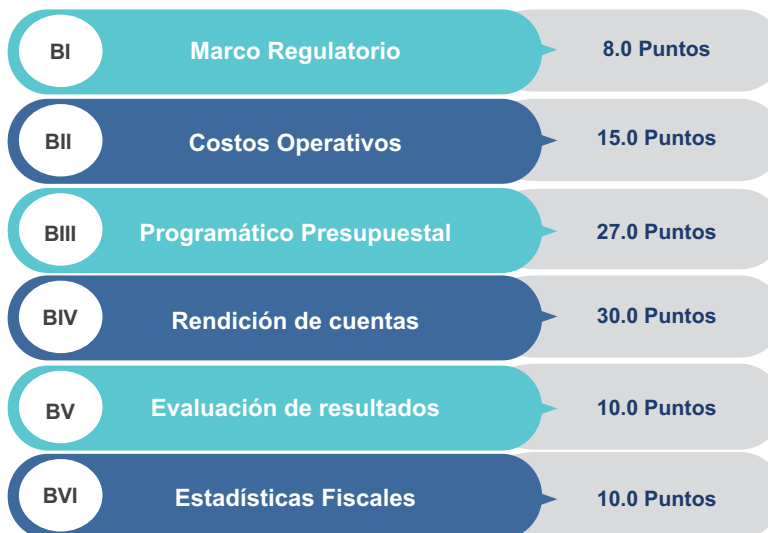 BI Marco Regulatorio 8.0 Puntos
BII Costos Operativos 15.0 Puntos
BIII Programático Presupuestal 27.0 Puntos
BIV Rendición de cuentas 30.0 Puntos
BV Evaluación de resultados 10.0 Puntos
BVI Estadísticas Fiscales 10.0 Puntos